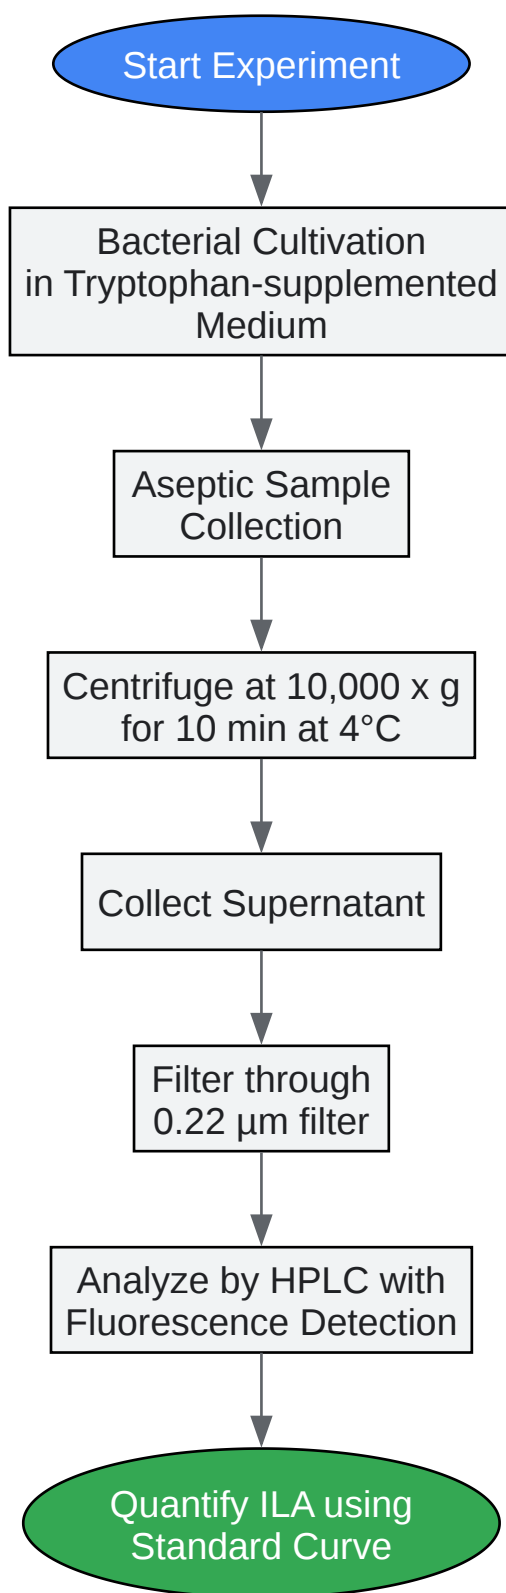 Start Experiment
Bacterial Cultivation
in Tryptophan-supplemented
Medium
Aseptic Sample
Collection
Centrifuge at 10,000 x g
for 10 min at 4°C
Collect Supernatant
Filter through
0.22 µm filter
Analyze by HPLC with
Fluorescence Detection
Quantify ILA using
Standard Curve